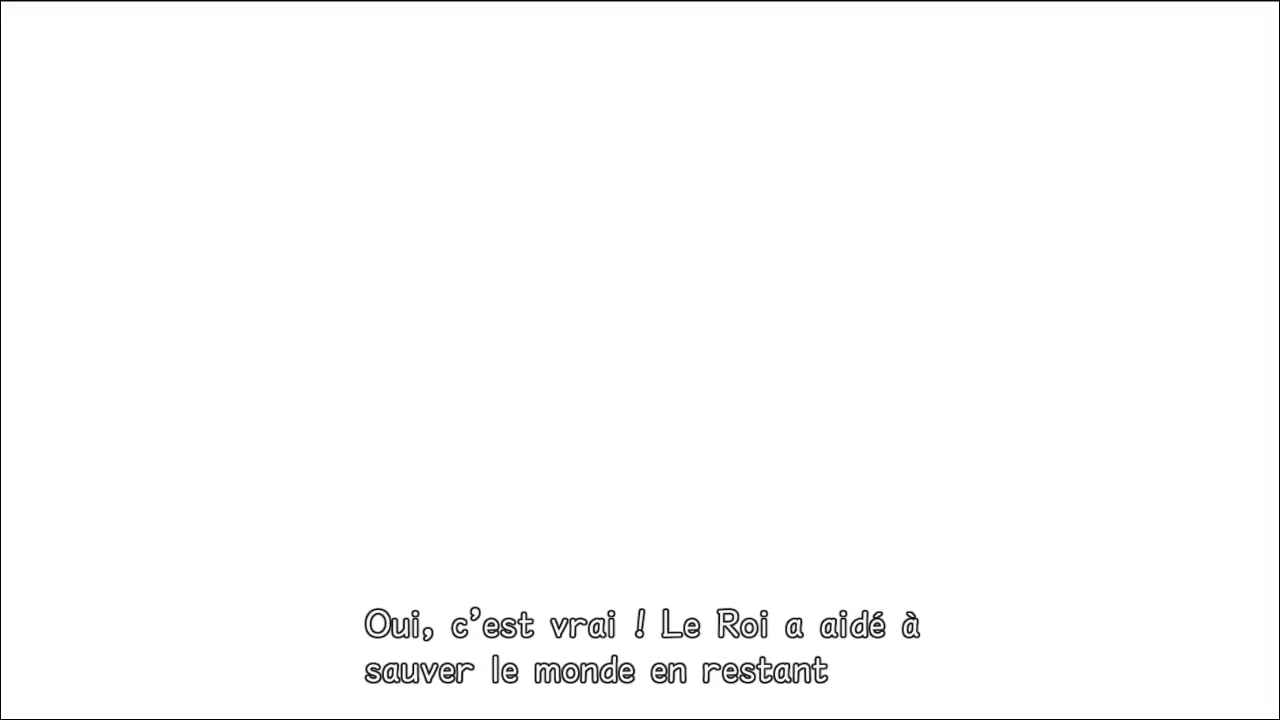 Oui, c’est vrai ! Le Roi a aidé à
sauver le monde en restant